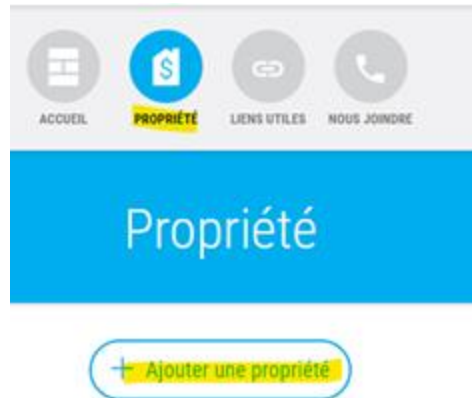 ACCUEIL PROPRIÉTÉ LIENS UTILES NOUS JOINDRE
Propriété
+ Ajouter une propriété